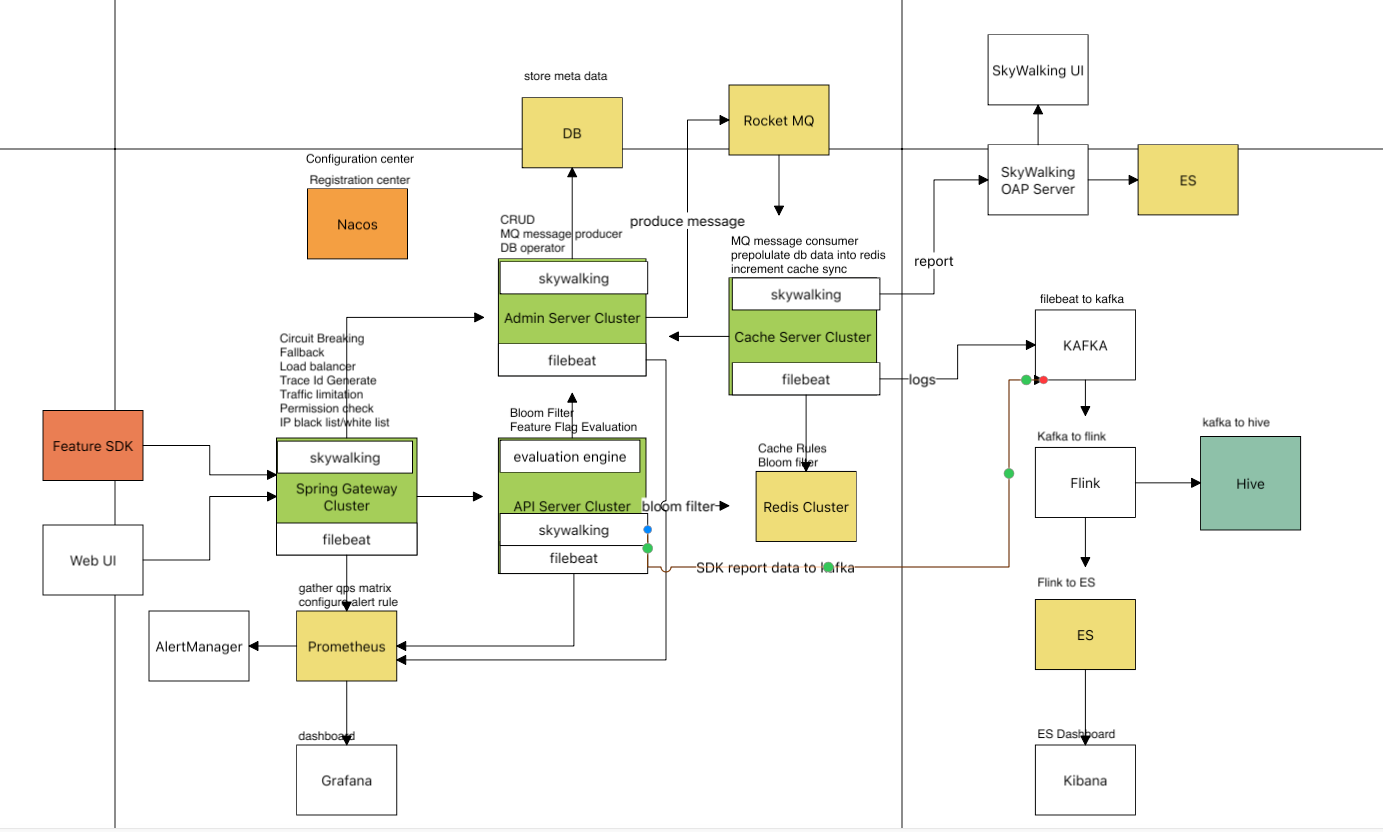 SkyWalking UI
store meta data
DB
Rocket MQ
Configuration center
Registration center
Nacos
SkyWalking
OAP Server
ES
CRUD
MQ message producer
DB operator
produce message
MQ message consumer
prepolulate db data into redis
increment cache sync
report
skywalking
Admin Server Cluster
filebeat
skywalking
Cache Server Cluster
filebeat
logs
filebeat to kafka
KAFKA
Circuit Breaking
Fallback
Load balancer
Trace Id Generate
Traffic limitation
Permission check
IP black list/white list
Feature SDK
Web UI
skywalking
Spring Gateway
Cluster
filebeat
Bloom Filter
Feature Flag Evaluation
evaluation engine
API Server Cluster
skywalking
filebeat
bloom filter
Cache Rules
Bloom filter
Redis Cluster
SDK report data to kafka
Kafka to flink
Flink
kafka to hive
Hive
Flink to ES
ES
ES Dashboard
Kibana
gather qps matrix
configure alert rule
AlertManager
Prometheus
dashboard
Grafana